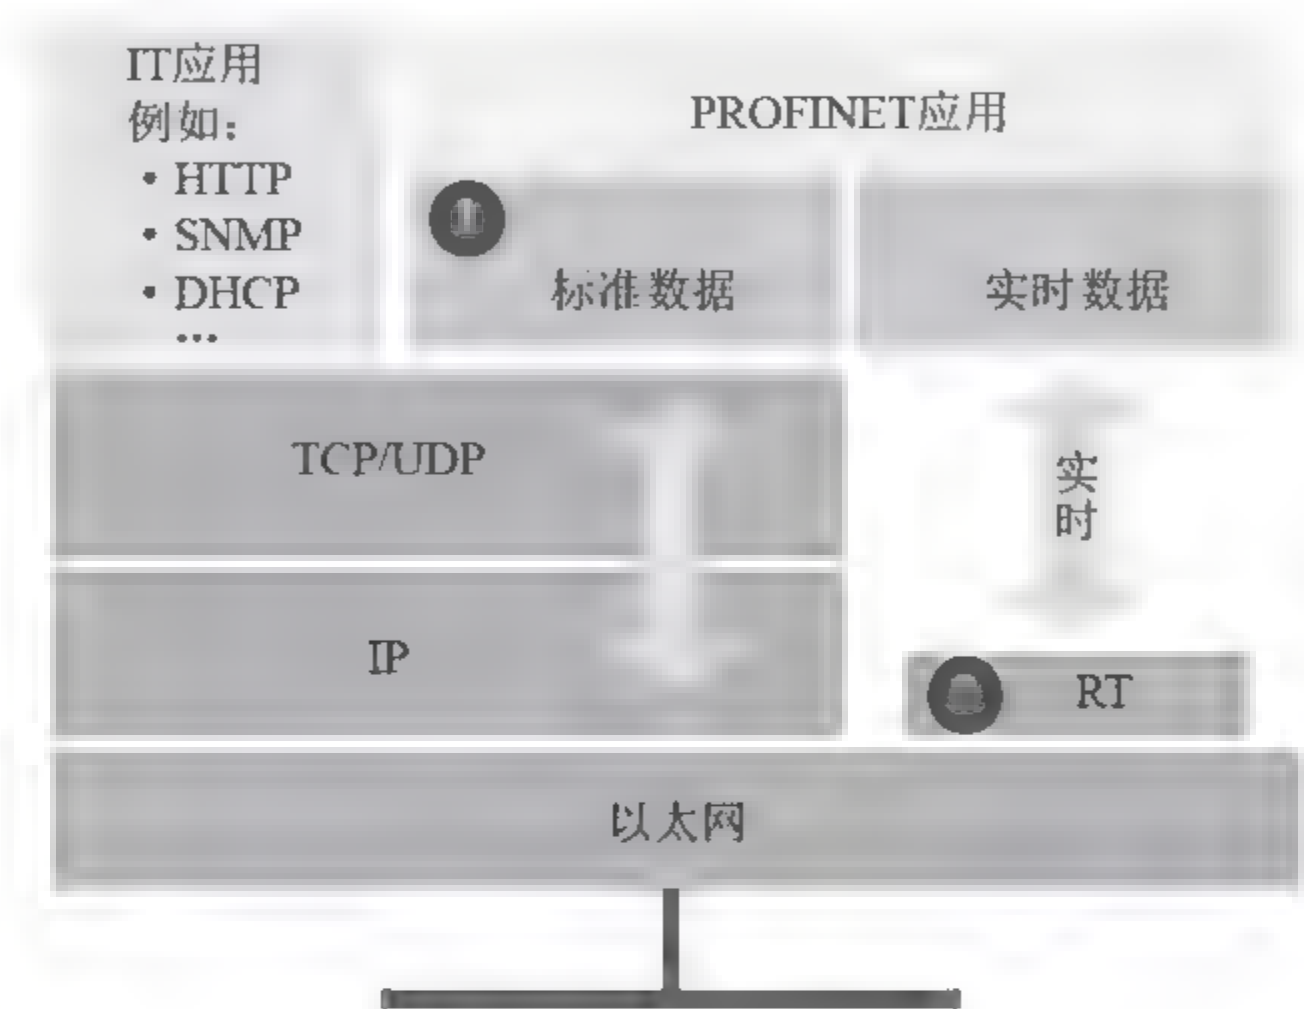 IT应用
例如：
• HTTP
• SNMP
• DHCP
•••
PROFINET应用
标准数据
实时数据
TCP/UDP
实时
IP
RT
以太网